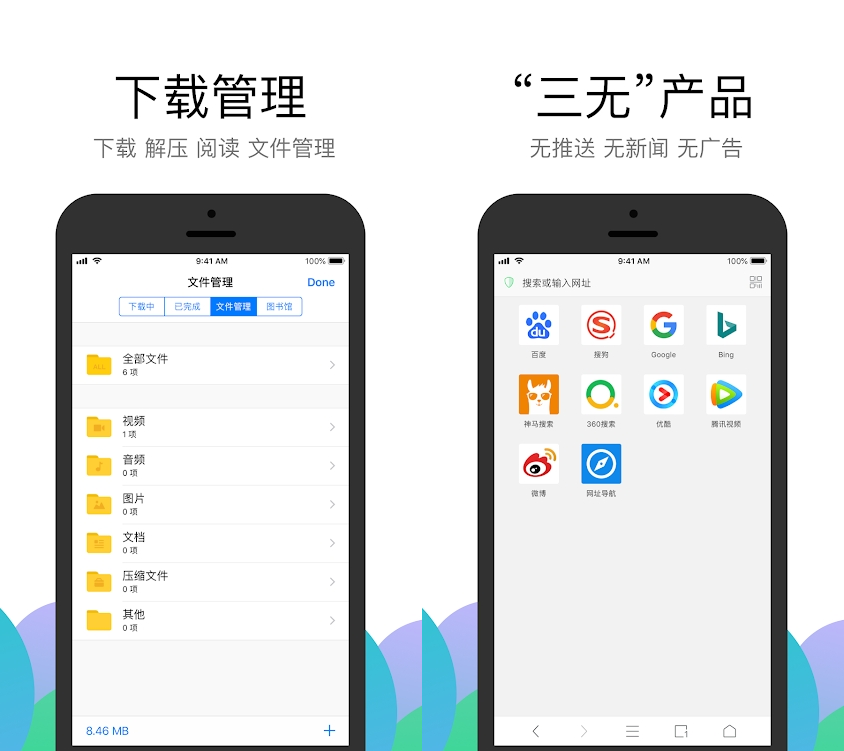 下载管理
下载 解压 阅读 文件管理
9:41 AM
100%
文件管理
Done
下载中
已完成
文件管理
图书馆
ALL
全部文件
6 项
视频
1 项
音频
0 项
图片
0 项
文档
0 项
压缩文件
0 项
其他
0 项
8.46 MB
“三无”产品
无推送 无新闻 无广告
9:41 AM
100%
搜索或输入网址
du
S
G
百度
搜狗
Google
Bing
神马搜索
360搜索
优酷
腾讯视频
微博
网址导航
1